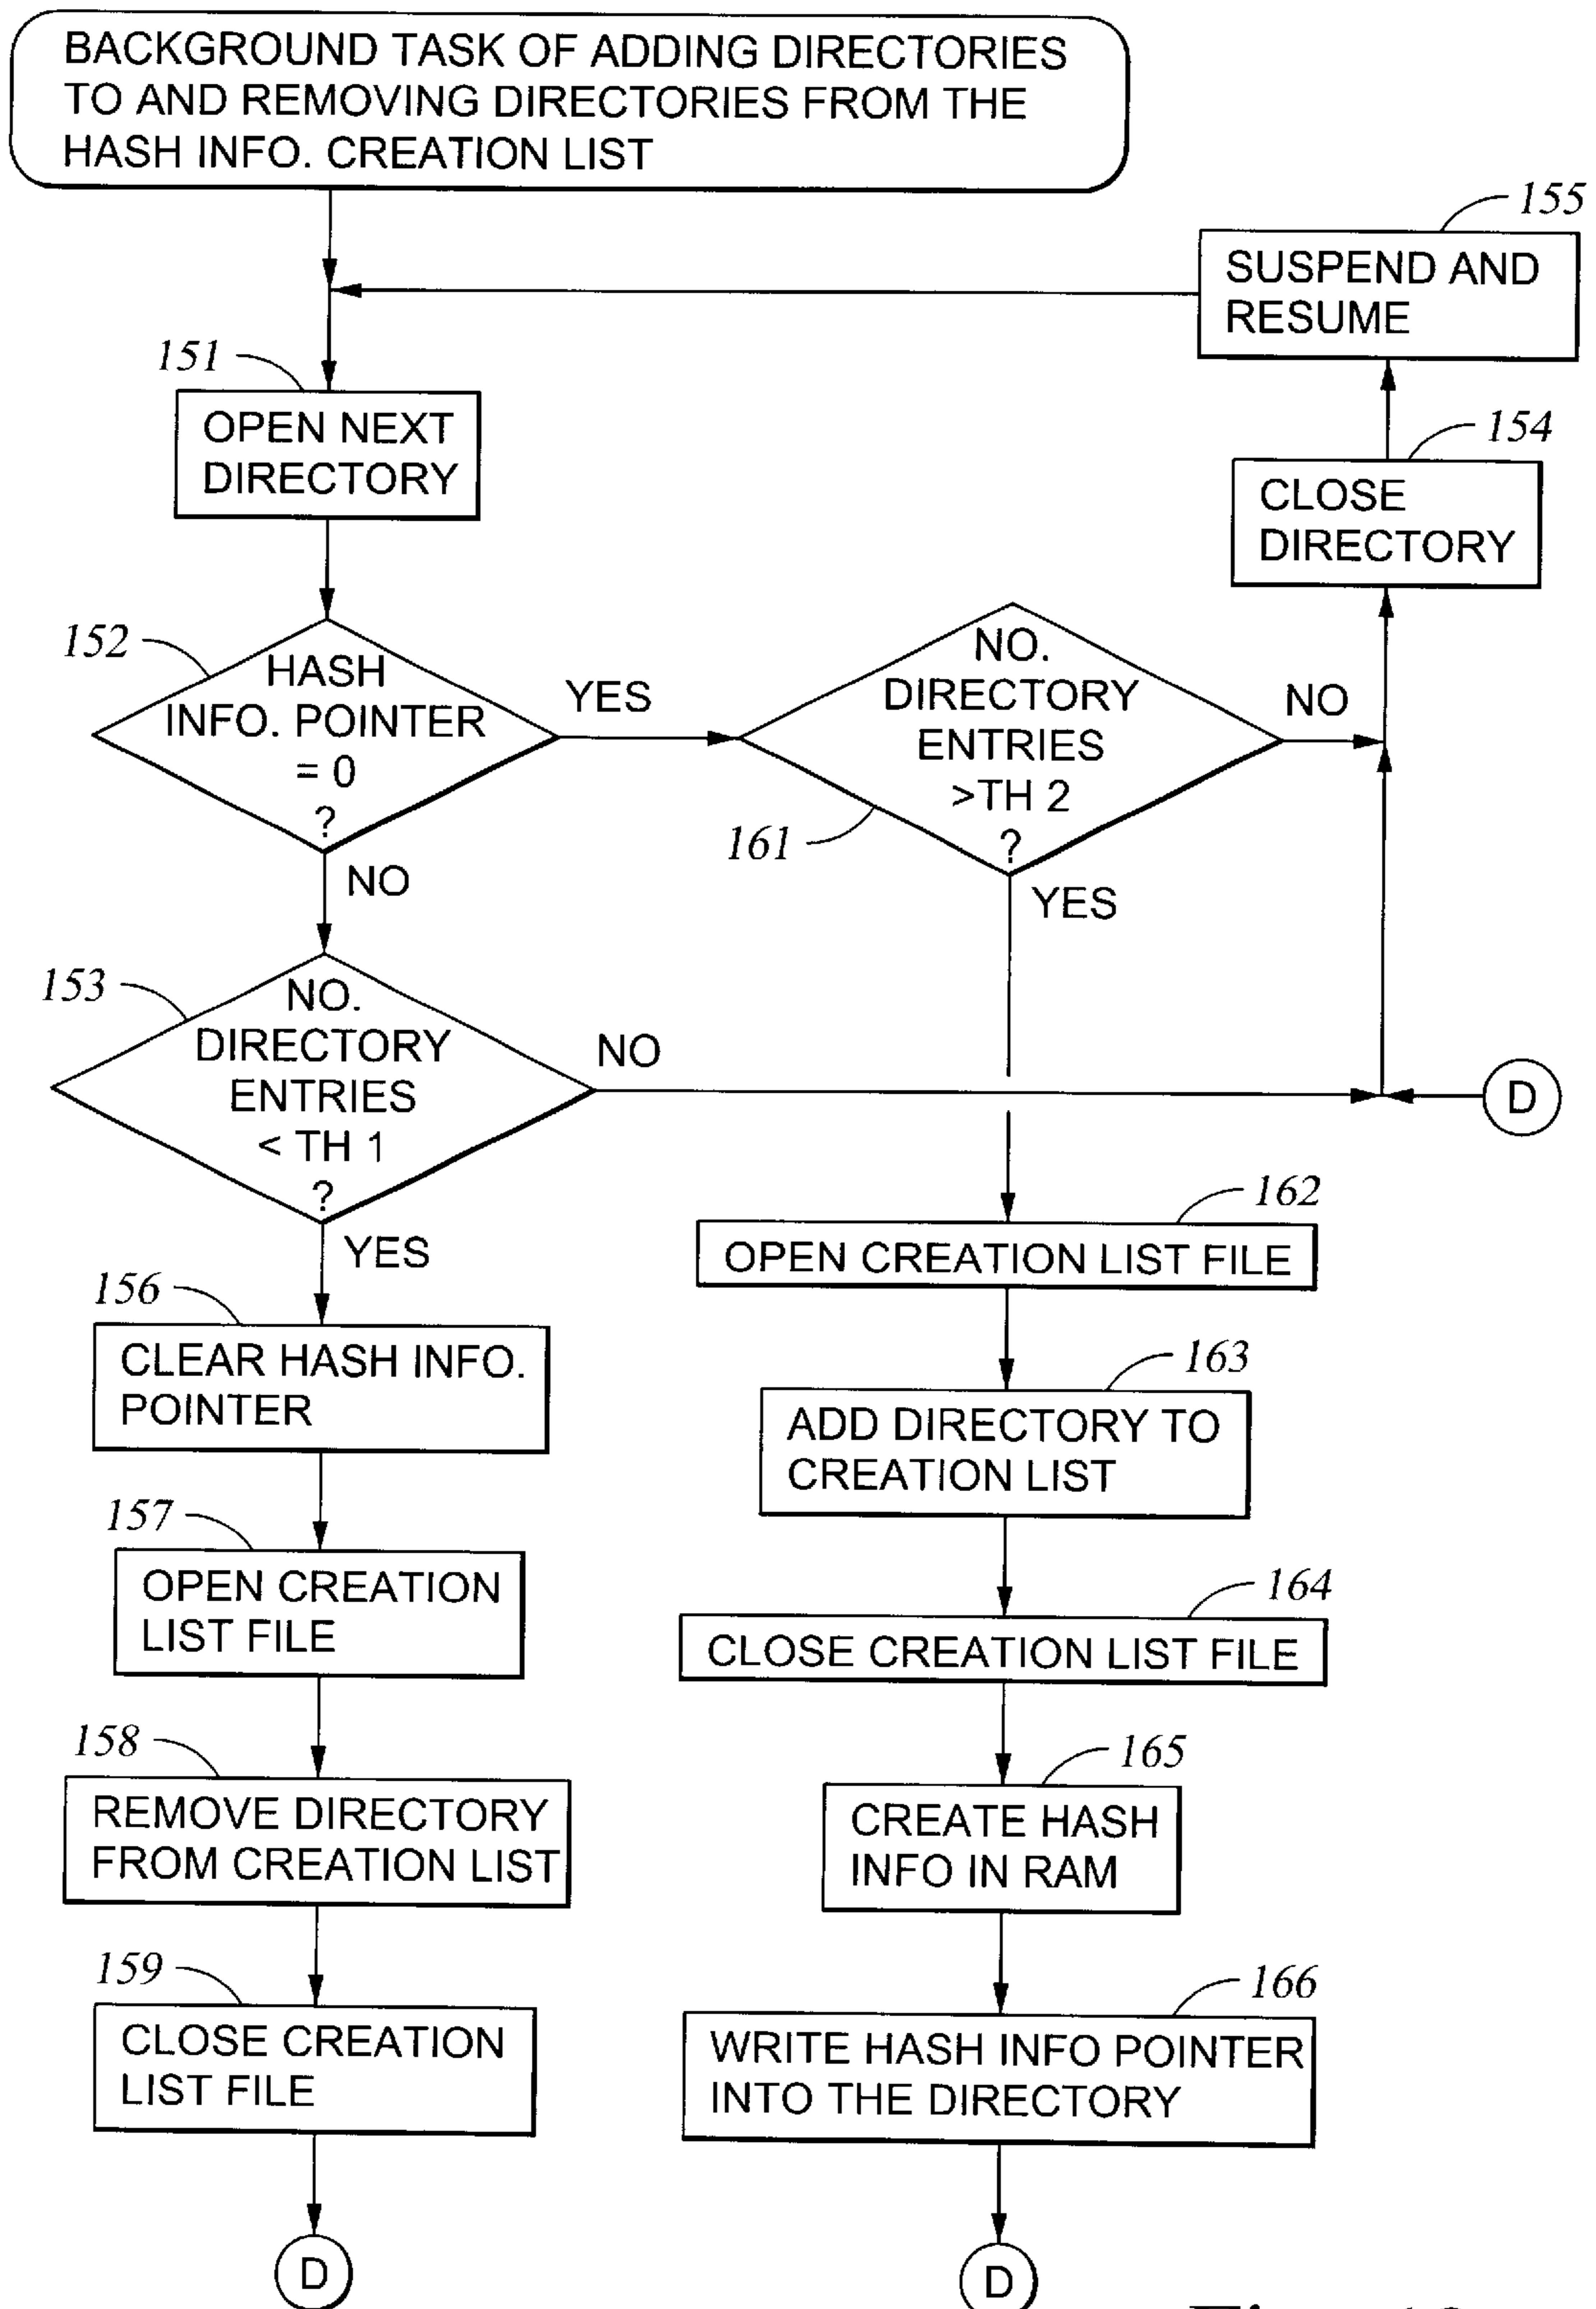 BACKGROUND TASK OF ADDING DIRECTORIES
TO AND REMOVING DIRECTORIES FROM THE
HASH INFO. CREATION LIST
155
SUSPEND AND
RESUME
151
OPEN NEXT
DIRECTORY
154
CLOSE
DIRECTORY
152
HASH
INFO. POINTER
= 0
?
YES
NO
161
NO.
DIRECTORY
ENTRIES
>TH 2
?
NO
YES
153
NO.
DIRECTORY
ENTRIES
< TH 1
?
NO
YES
D
162
OPEN CREATION LIST FILE
156
CLEAR HASH INFO.
POINTER
163
ADD DIRECTORY TO
CREATION LIST
157
OPEN CREATION
LIST FILE
164
CLOSE CREATION LIST FILE
158
REMOVE DIRECTORY
FROM CREATION LIST
165
CREATE HASH
INFO IN RAM
159
CLOSE CREATION
LIST FILE
166
WRITE HASH INFO POINTER
INTO THE DIRECTORY
D
D